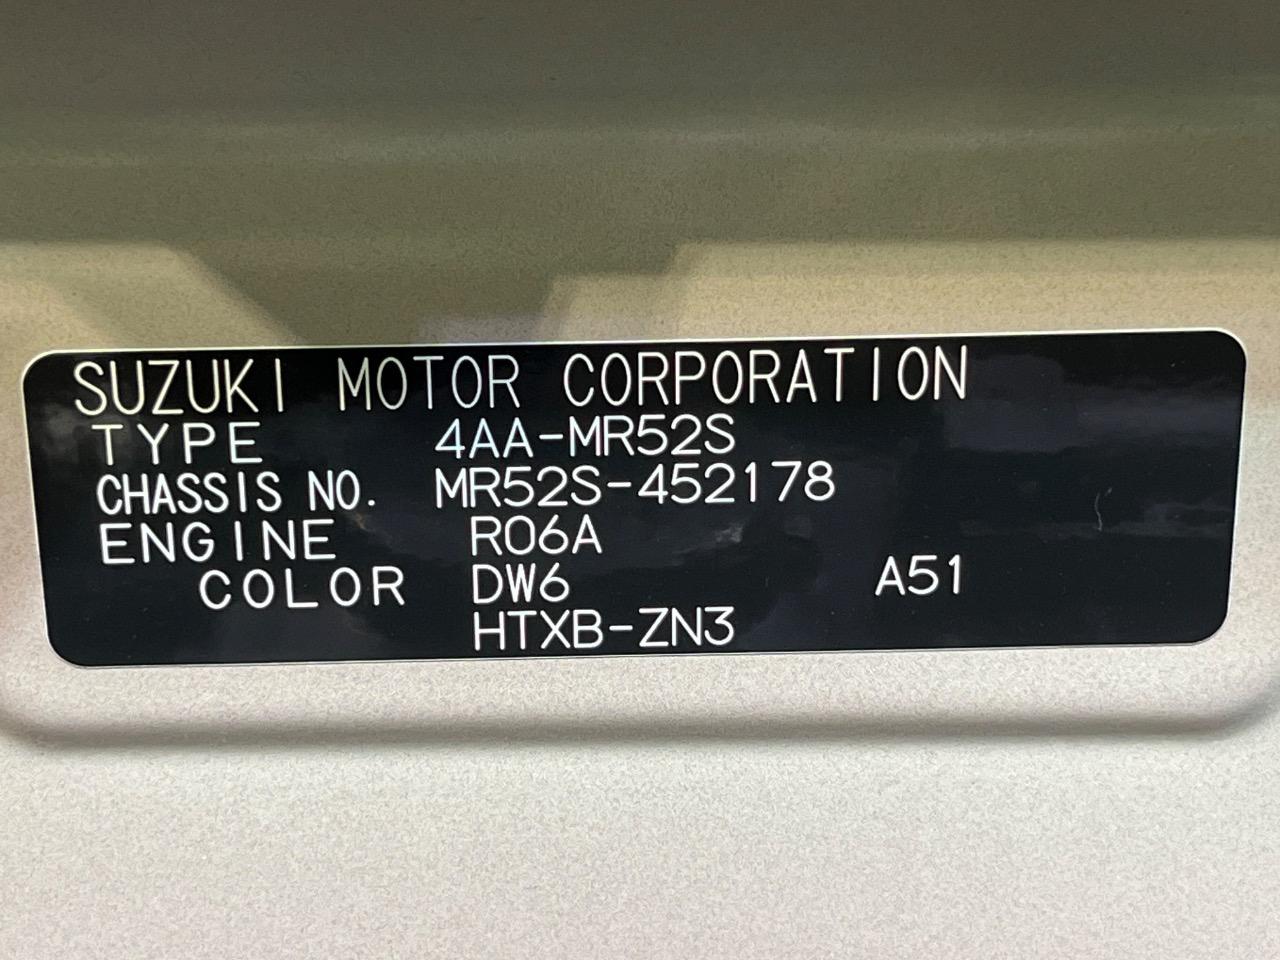 SUZUKI MOTOR CORPORATION
TYPE 4AA-MR52S
CHASSIS NO. MR52S-452178
ENGINE R06A
COLOR DW6 A51
HTXB-ZN3